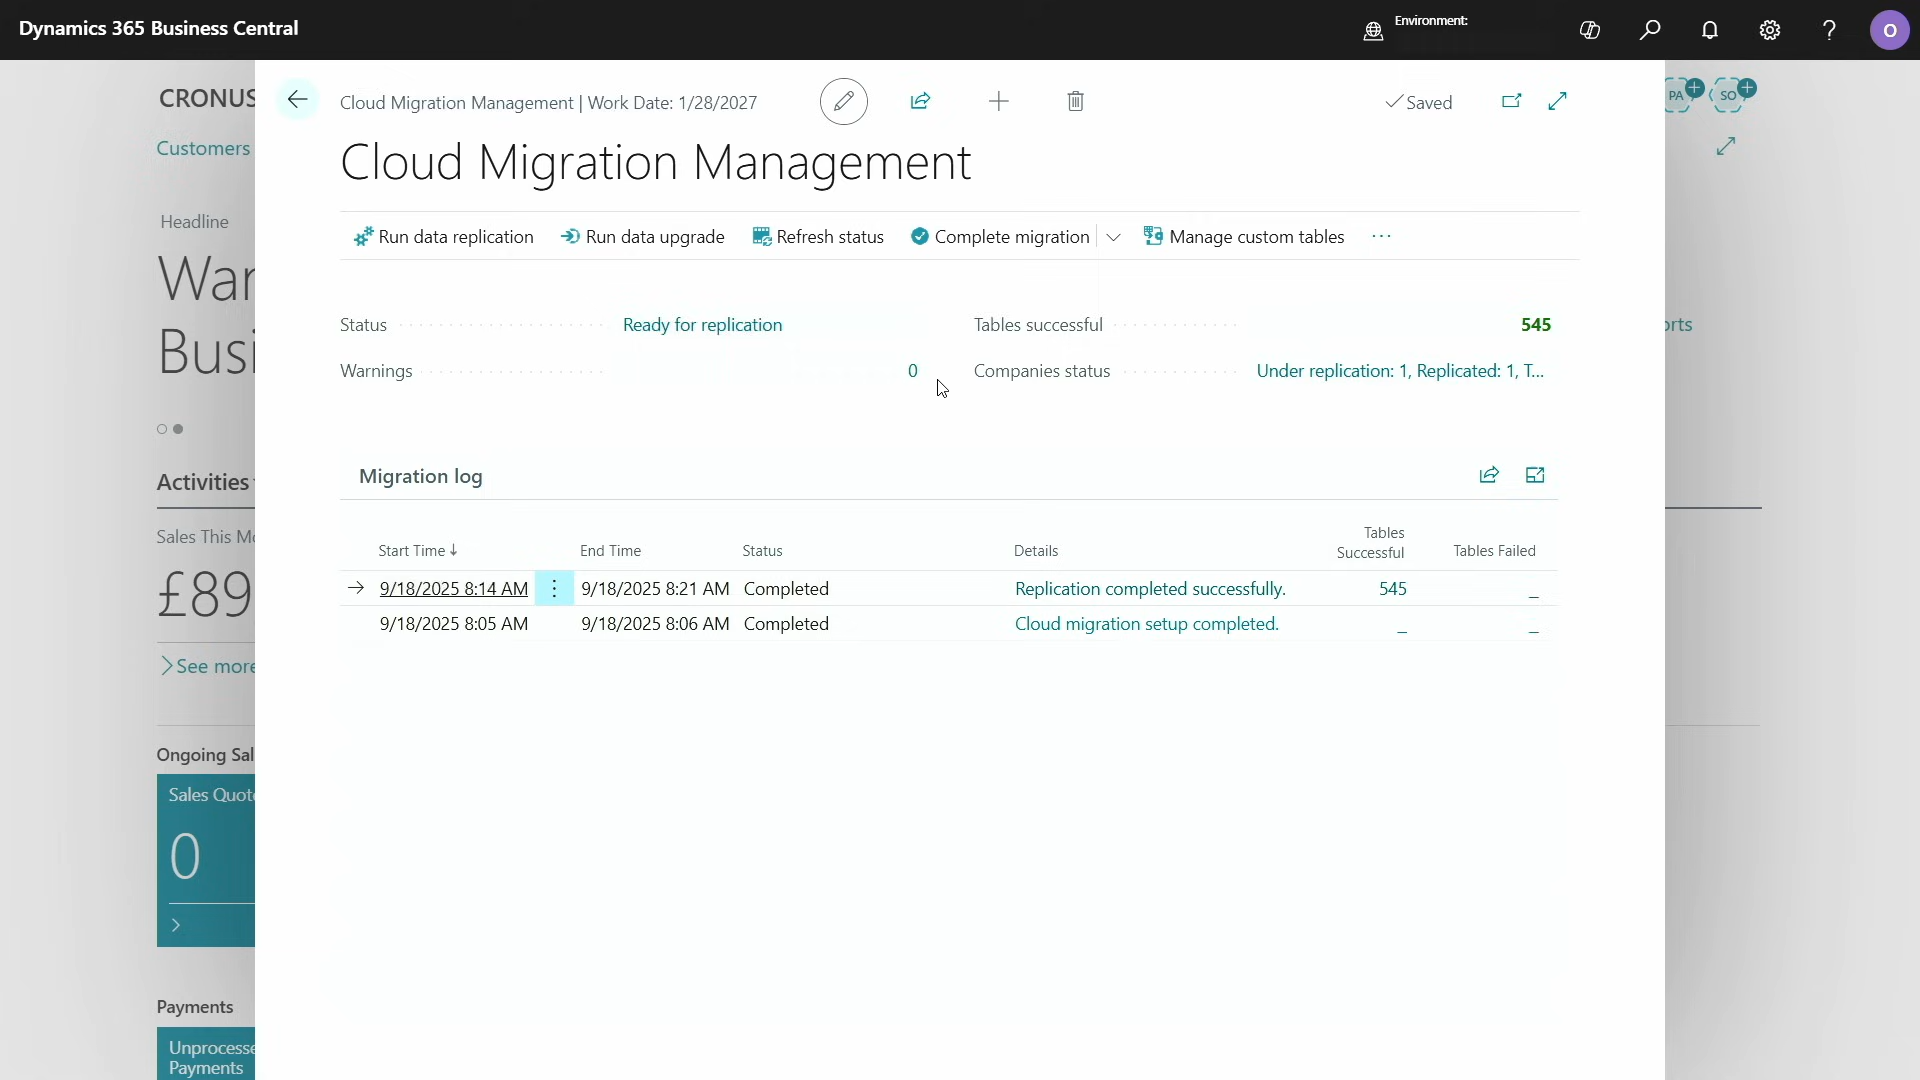 Dynamics 365 Business Central
Environment:
O
CRONUS
Cloud Migration Management | Work Date: 1/28/2027
Saved
PA
SO
Customers
Cloud Migration Management
Headline
Run data replication
Run data upgrade
Refresh status
Complete migration
Manage custom tables
Status
Ready for replication
Tables successful
545
Warnings
0
Companies status
Under replication: 1, Replicated: 1, T...
Activities
Migration log
Sales This Mo
Start Time ↓
End Time
Status
Details
Tables Successful
Tables Failed
9/18/2025 8:14 AM
9/18/2025 8:21 AM
Completed
Replication completed successfully.
545
_
9/18/2025 8:05 AM
9/18/2025 8:06 AM
Completed
Cloud migration setup completed.
_
_
£89
See more
Ongoing Sal
Sales Quote
0
Payments
Unprocesse
Payments